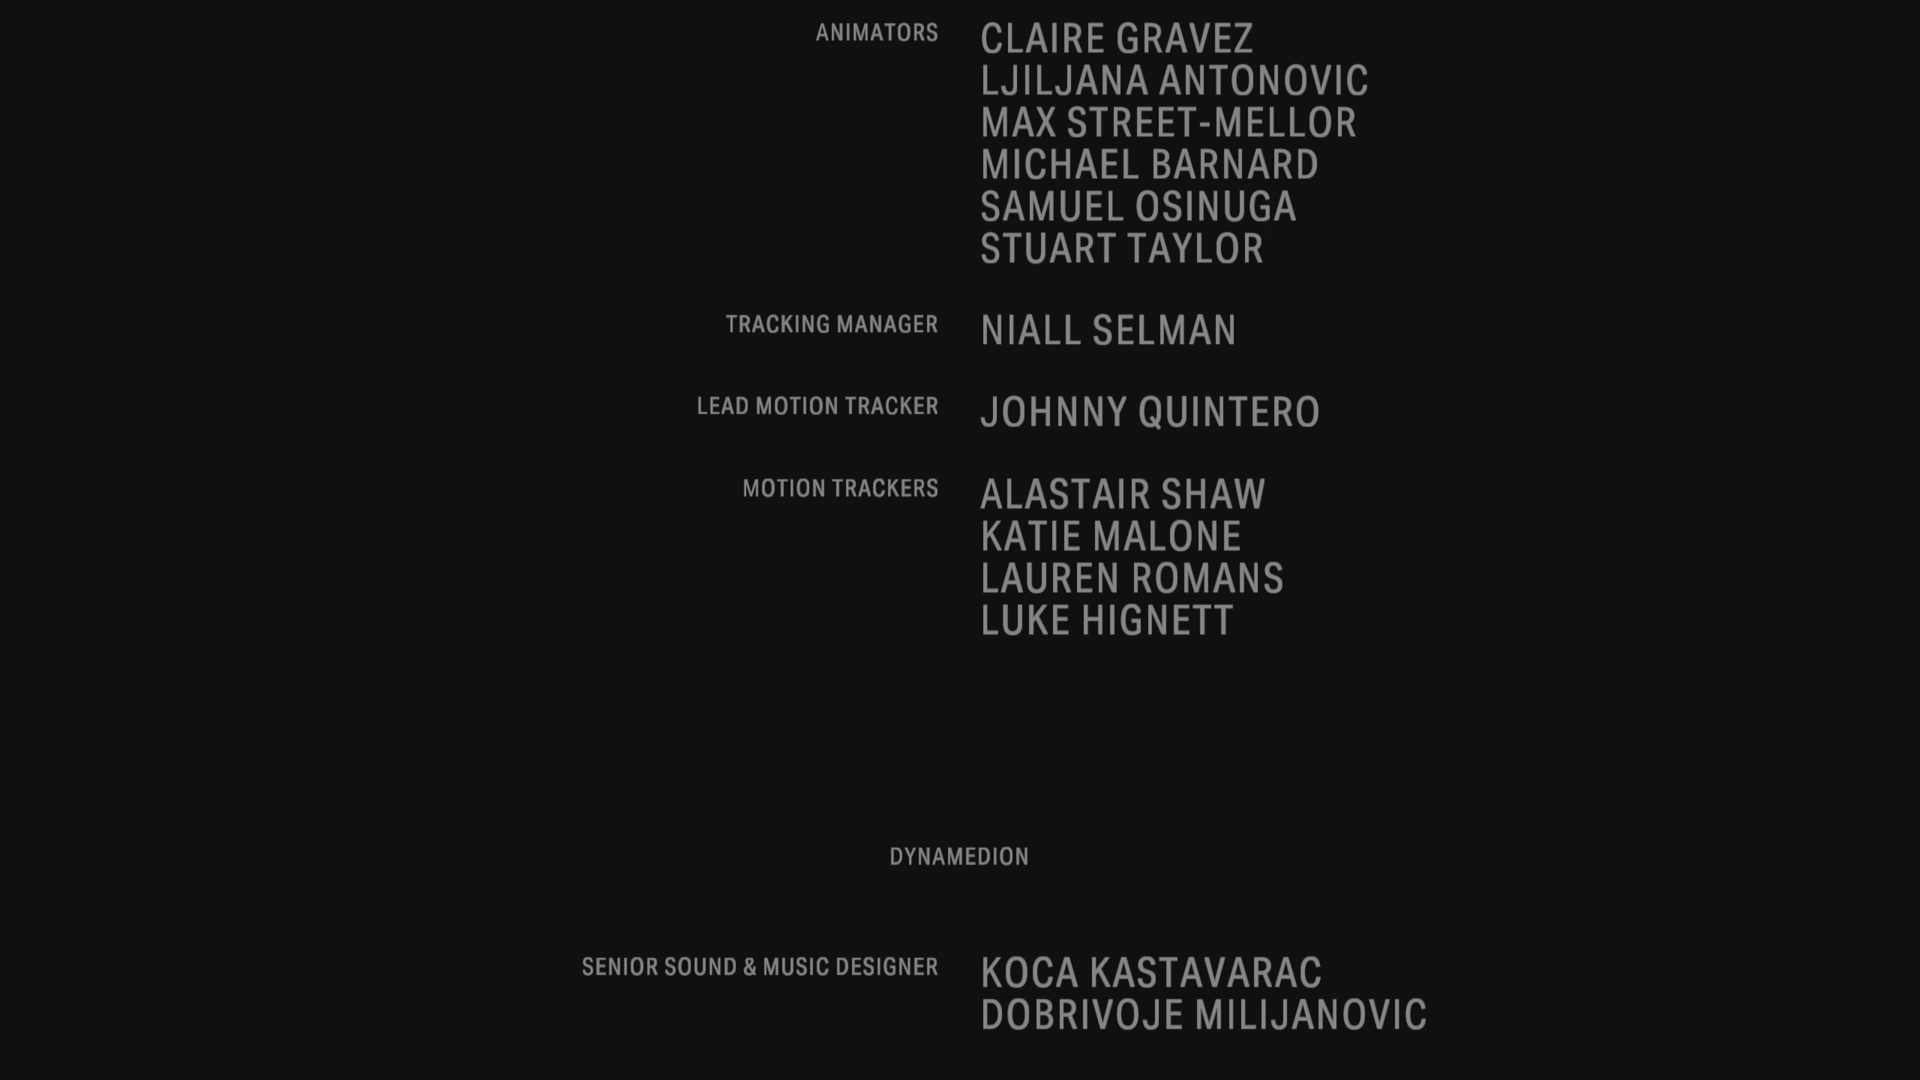 ANIMATORS CLAIRE GRAVEZ
LJILJANA ANTONOVIC
MAX STREET-MELLOR
MICHAEL BARNARD
SAMUEL OSINUGA
STUART TAYLOR
TRACKING MANAGER NIALL SELMAN
LEAD MOTION TRACKER JOHNNY QUINTERO
MOTION TRACKERS ALASTAIR SHAW
KATIE MALONE
LAUREN ROMANS
LUKE HIGNETT
DYNAMEDION
SENIOR SOUND & MUSIC DESIGNER KOCA KASTAVARAC
DOBRIVOJE MILIJANOVIC